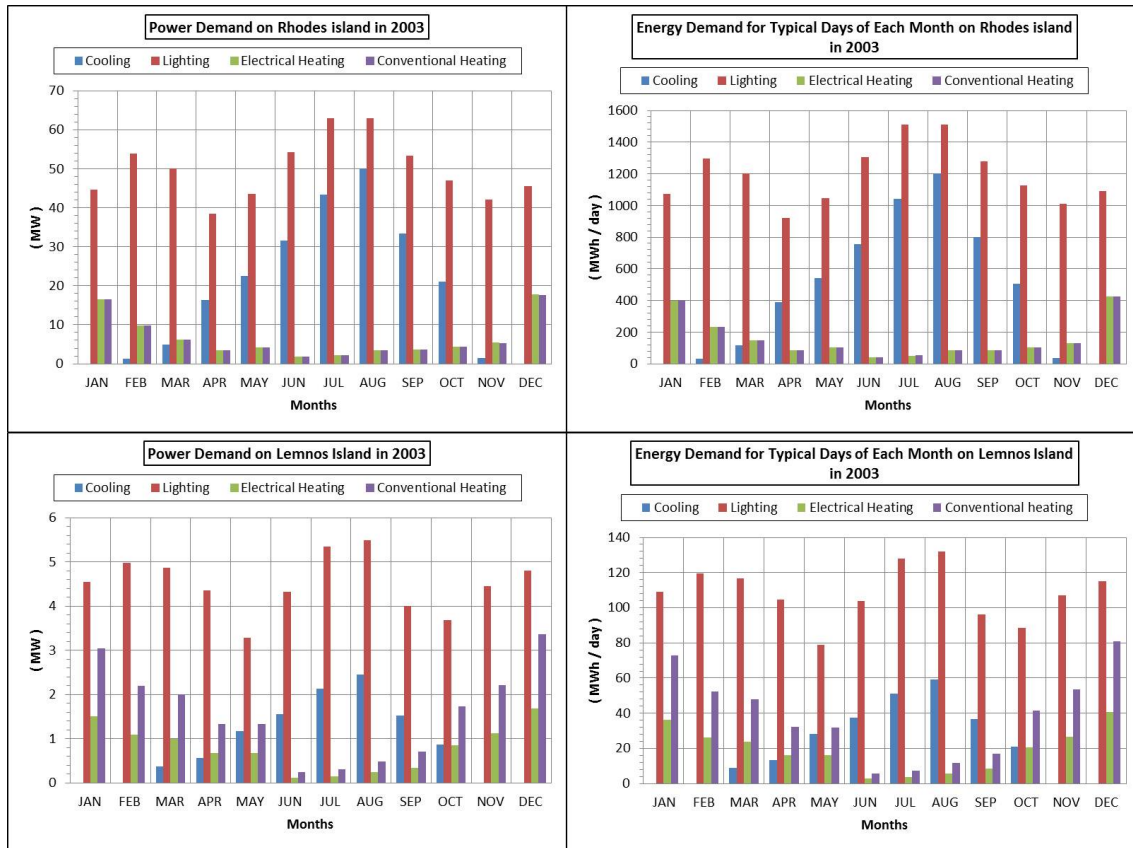 Power Demand on Rhodes island in 2003
Cooling Lighting Electrical Heating Conventional Heating
70
60
50
40
30
20
10
0
( MW )
JAN FEB MAR APR MAY JUN JUL AUG SEP OCT NOV DEC
Months
Energy Demand for Typical Days of Each Month on Rhodes island
in 2003
Cooling Lighting Electrical Heating Conventional Heating
1600
1400
1200
1000
800
600
400
200
0
( MWh / day )
JAN FEB MAR APR MAY JUN JUL AUG SEP OCT NOV DEC
Months
Power Demand on Lemnos Island in 2003
Cooling Lighting Electrical Heating Conventional Heating
6
5
4
3
2
1
0
( MW )
JAN FEB MAR APR MAY JUN JUL AUG SEP OCT NOV DEC
Months
Energy Demand for Typical Days of Each Month on Lemnos Island
in 2003
Cooling Lighting Electrical Heating Conventional heating
140
120
100
80
60
40
20
0
( MWh / day )
JAN FEB MAR APR MAY JUN JUL AUG SEP OCT NOV DEC
Months